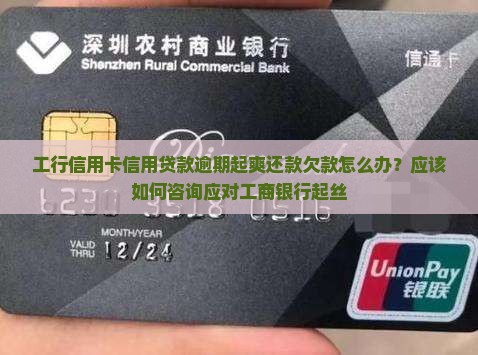 深圳农村商业银行
Shenzhen Rural Commercial Bank
信通卡
工行信用卡信用贷款逾期起爽还款欠款怎么办？应该
如何咨询应对工商银行起丝
MONTH/YEAR
VALID
THRU 12/24
UnionPay
银联